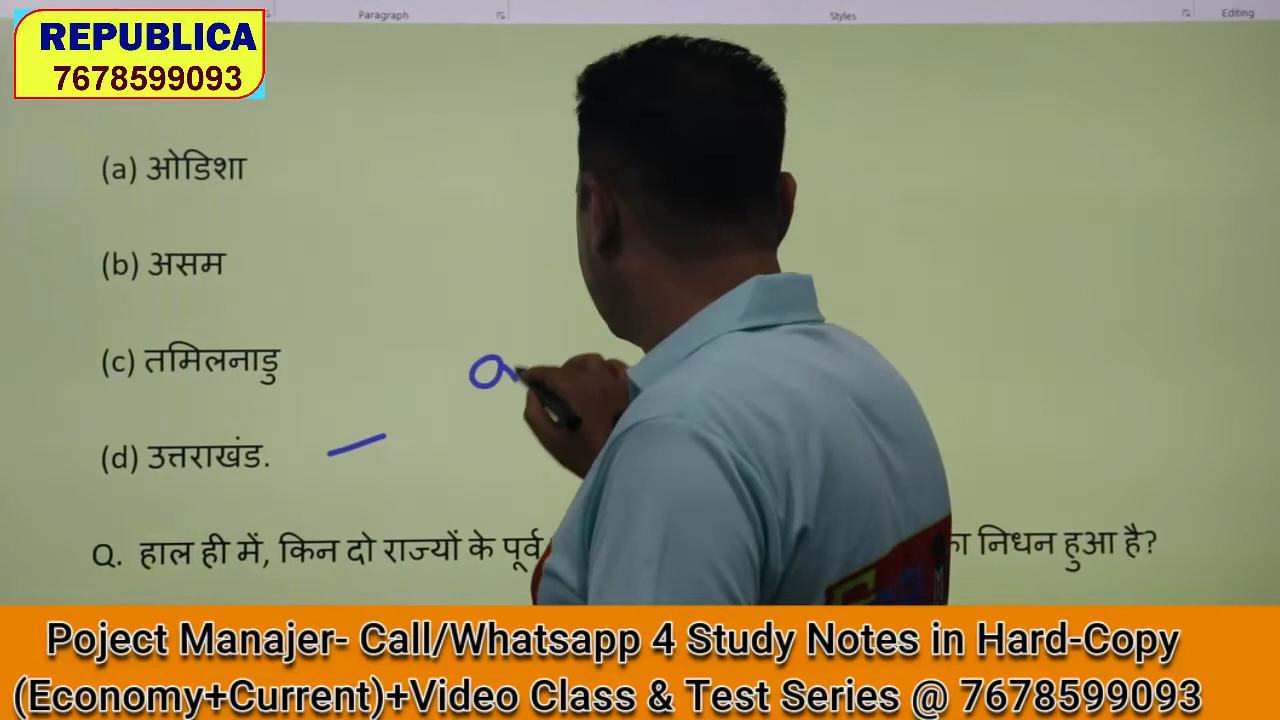 Paragraph
Styles
Editing
REPUBLICA
7678599093
(a) ओडिशा
(b) असम
(c) तमिलनाडु
(d) उत्तराखंड.
Q. हाल ही में, किन दो राज्यों के पूर्व निधन हुआ है?
Poject Manajer- Call/Whatsapp 4 Study Notes in Hard-Copy
(Economy+Current)+Video Class & Test Series @ 7678599093